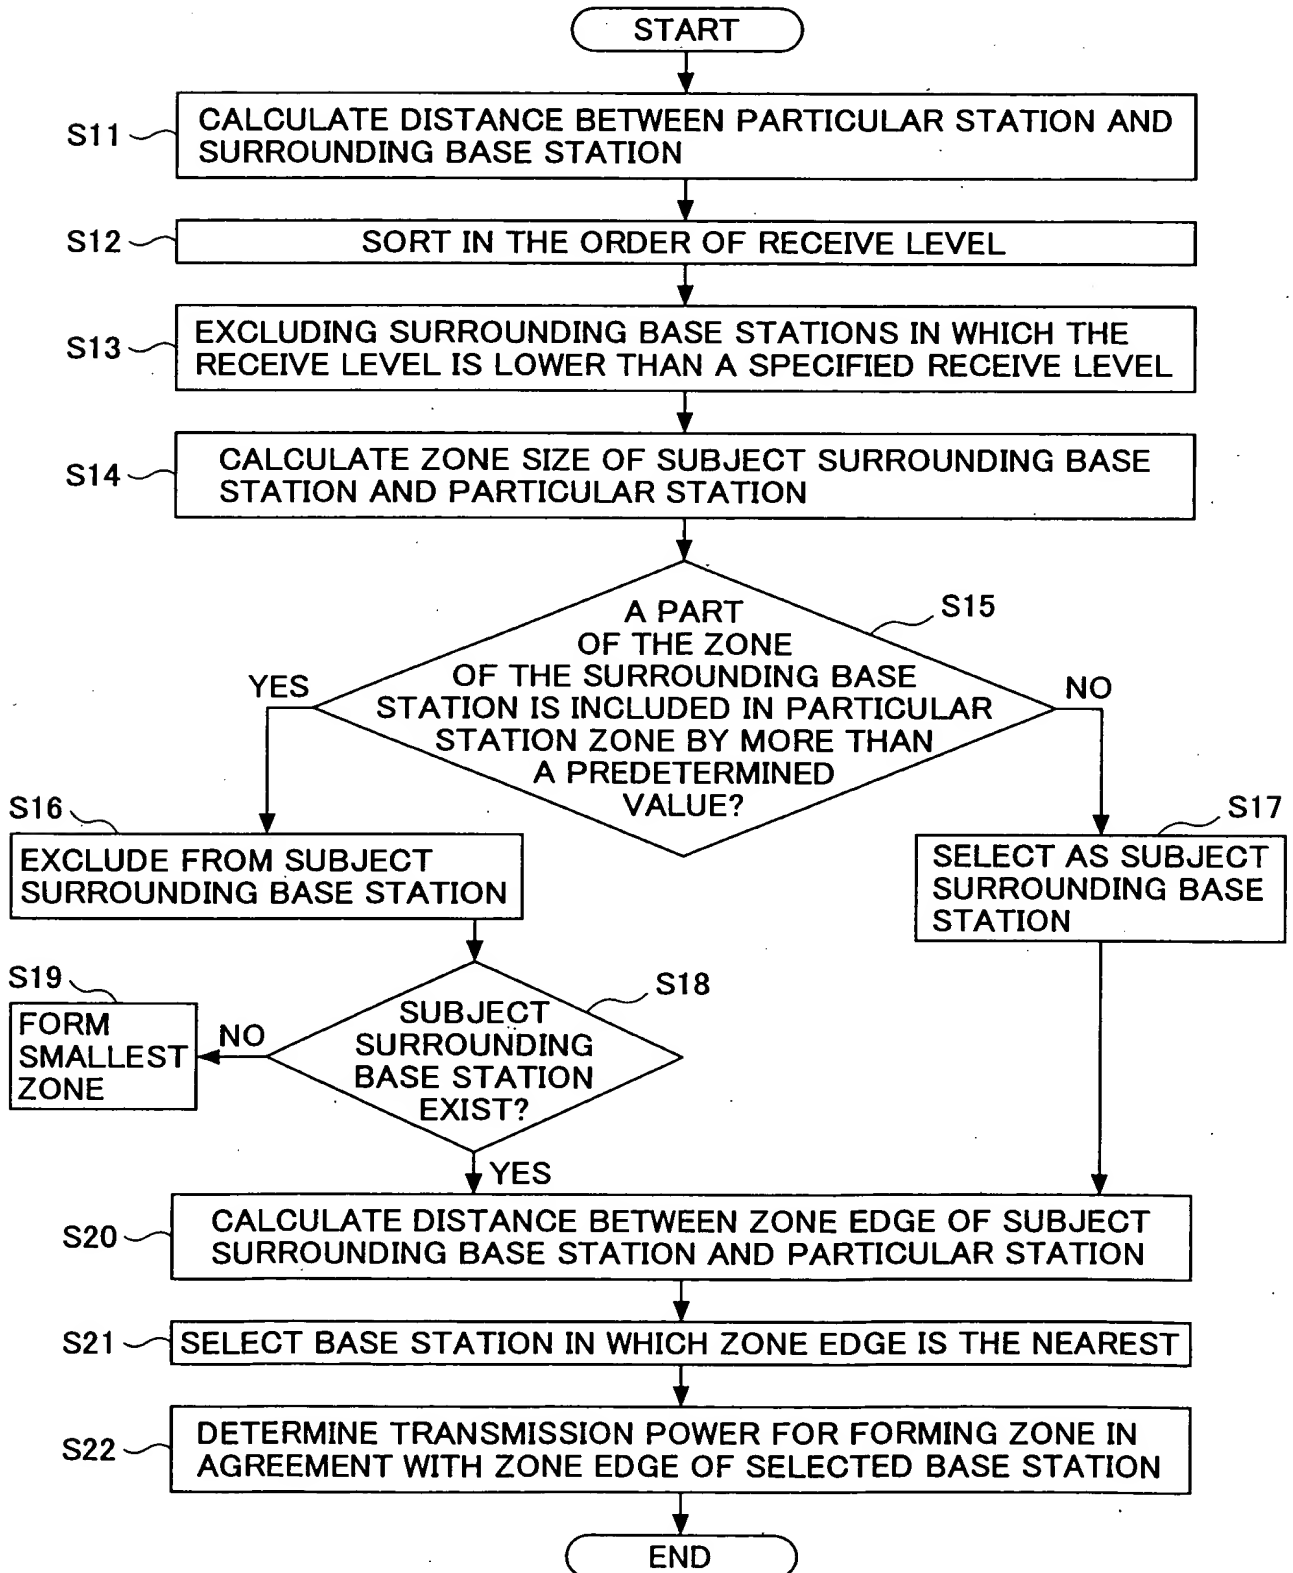 START
S11
CALCULATE DISTANCE BETWEEN PARTICULAR STATION AND
SURROUNDING BASE STATION
S12
SORT IN THE ORDER OF RECEIVE LEVEL
S13
EXCLUDING SURROUNDING BASE STATIONS IN WHICH THE
RECEIVE LEVEL IS LOWER THAN A SPECIFIED RECEIVE LEVEL
S14
CALCULATE ZONE SIZE OF SUBJECT SURROUNDING BASE
STATION AND PARTICULAR STATION
S15
A PART
OF THE ZONE
OF THE SURROUNDING BASE
STATION IS INCLUDED IN PARTICULAR
STATION ZONE BY MORE THAN
A PREDETERMINED
VALUE?
YES
NO
S16
EXCLUDE FROM SUBJECT
SURROUNDING BASE STATION
S17
SELECT AS SUBJECT
SURROUNDING BASE
STATION
S18
SUBJECT
SURROUNDING
BASE STATION
EXIST?
NO
S19
FORM
SMALLEST
ZONE
YES
S20
CALCULATE DISTANCE BETWEEN ZONE EDGE OF SUBJECT
SURROUNDING BASE STATION AND PARTICULAR STATION
S21
SELECT BASE STATION IN WHICH ZONE EDGE IS THE NEAREST
S22
DETERMINE TRANSMISSION POWER FOR FORMING ZONE IN
AGREEMENT WITH ZONE EDGE OF SELECTED BASE STATION
END